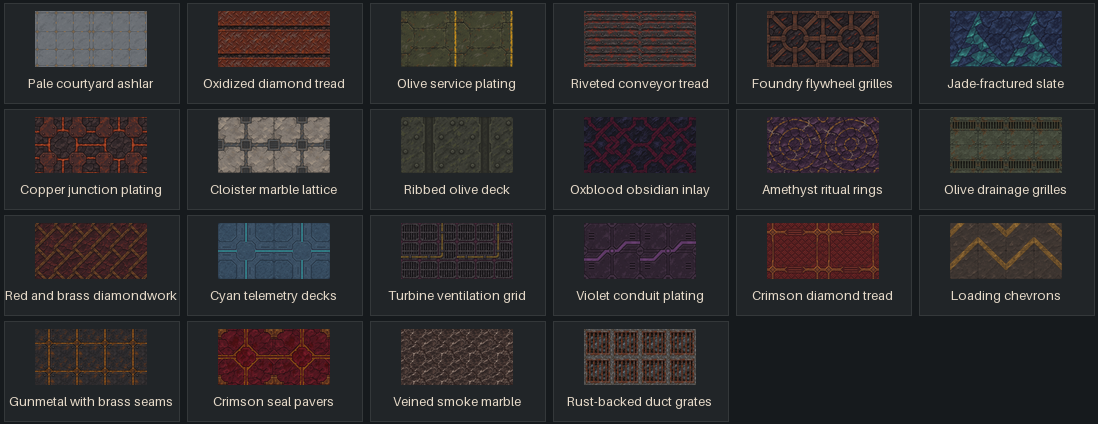 Pale courtyard ashlar
Oxidized diamond tread
Olive service plating
Riveted conveyor tread
Foundry flywheel grilles
Jade-fractured slate
Copper junction plating
Cloister marble lattice
Ribbed olive deck
Oxblood obsidian inlay
Amethyst ritual rings
Olive drainage grilles
Red and brass diamondwork
Cyan telemetry decks
Turbine ventilation grid
Violet conduit plating
Crimson diamond tread
Loading chevrons
Gunmetal with brass seams
Crimson seal pavers
Veined smoke marble
Rust-backed duct grates